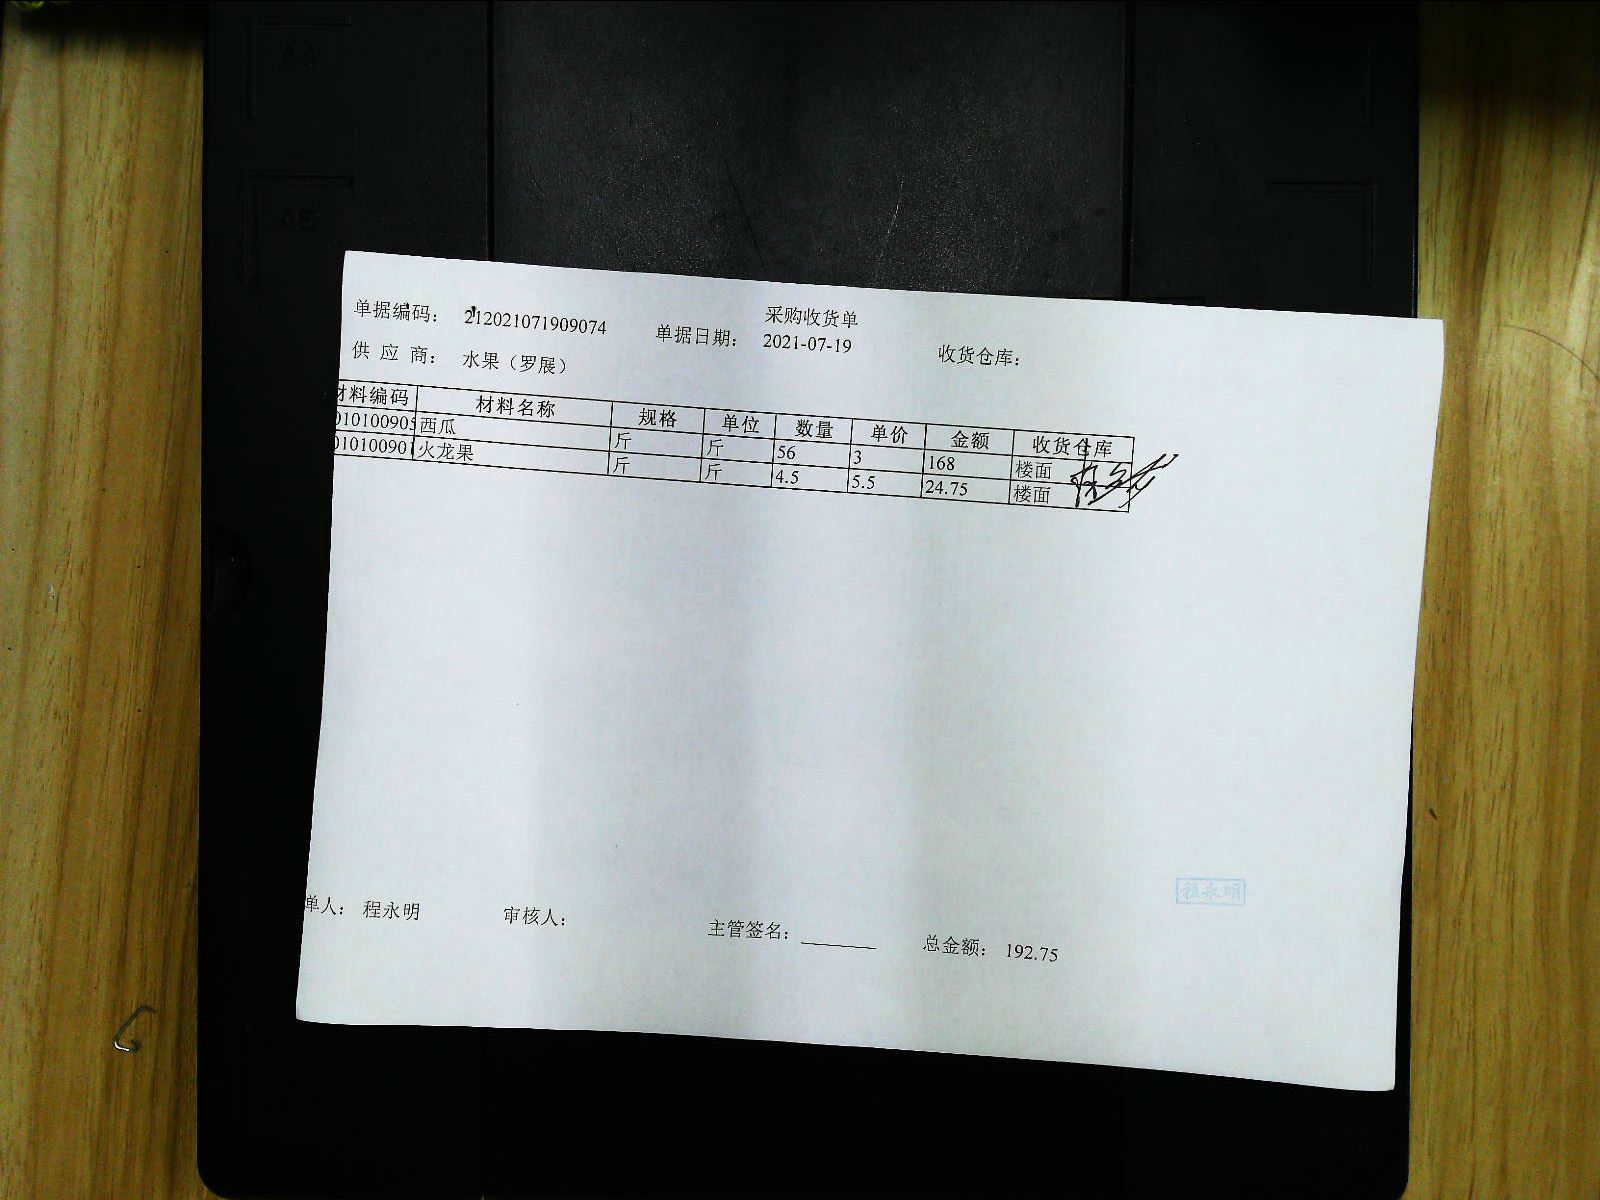 采购收货单
单据编码: 212021071909074 单据日期: 2021-07-19 收货仓库:
供 应 商: 水果（罗展）
材料编码 材料名称 规格 单位 数量 单价 金额 收货仓库
010100905 西瓜 斤 斤 56 3 168 楼面
010100901 火龙果 斤 斤 4.5 5.5 24.75 楼面
单人: 程永明 审核人: 主管签名: 总金额: 192.75
程永明
A5